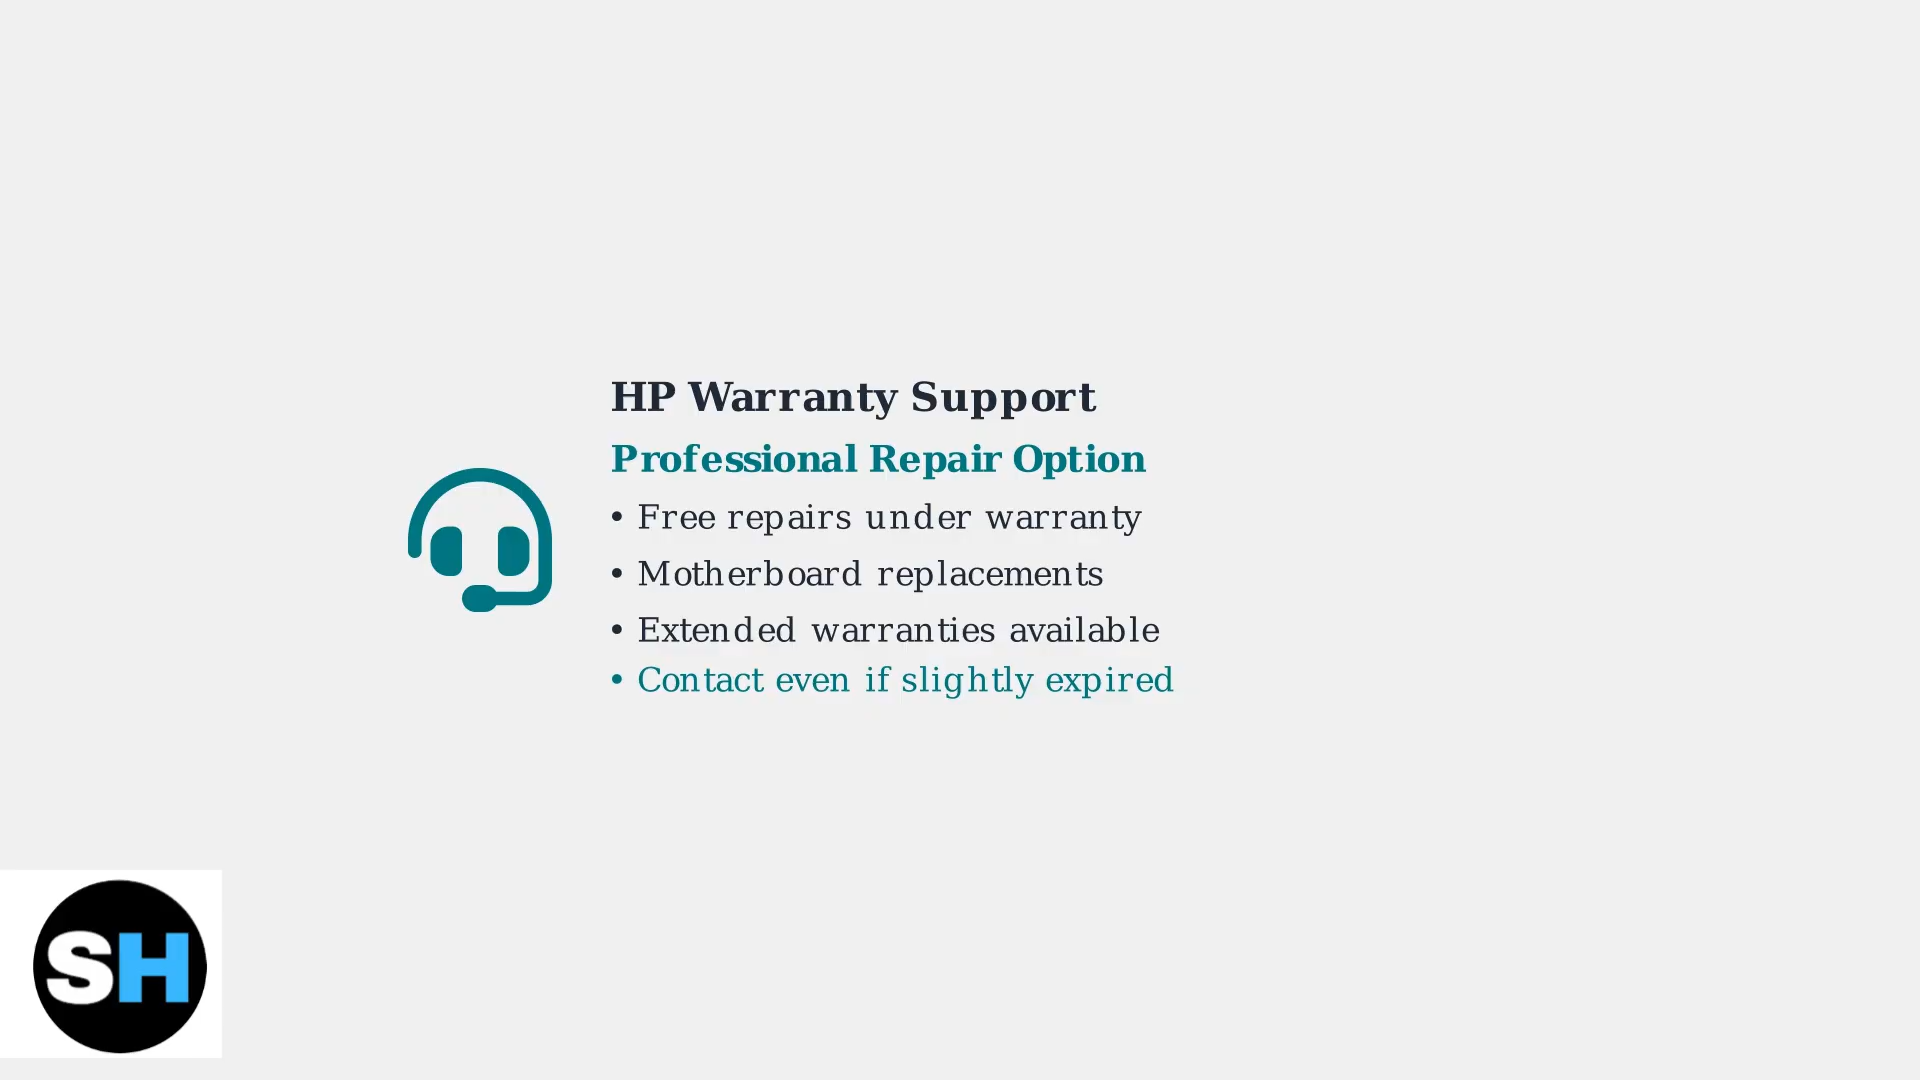 HP Warranty Support
Professional Repair Option
• Free repairs under warranty
• Motherboard replacements
• Extended warranties available
• Contact even if slightly expired
SH